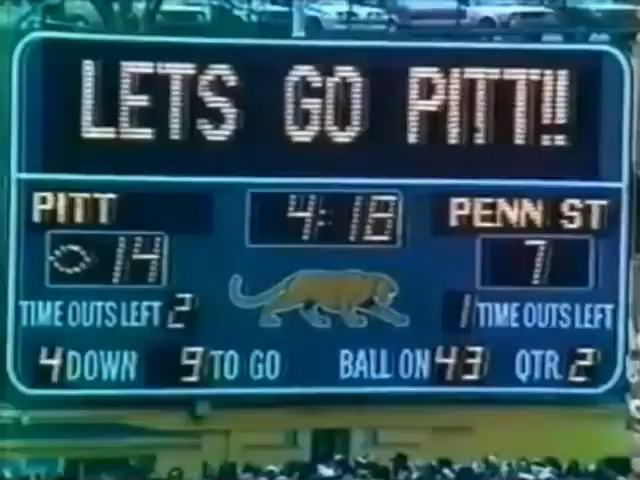 LETS GO PITT!!
PITT 4:18 PENN ST
14 7
TIME OUTS LEFT 2 1 TIME OUTS LEFT
4 DOWN 9 TO GO BALL ON 43 QTR. 2